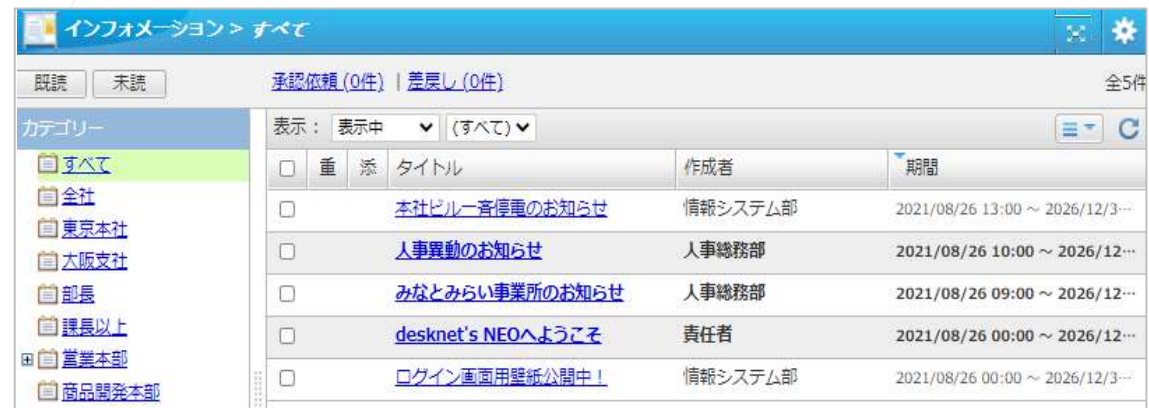 インフォメーション > すべて
既読 未読 承認依頼 (0件) | 差戻し (0件) 全5件
カテゴリー
すべて
全社
東京本社
大阪支社
部長
課長以上
営業本部
商品開発本部
表示： 表示中 (すべて)
重 添 タイトル 作成者 期間
本社ビル一斉停電のお知らせ 情報システム部 2021/08/26 13:00 ～ 2026/12/3…
人事異動のお知らせ 人事総務部 2021/08/26 10:00 ～ 2026/12…
みなとみらい事業所のお知らせ 人事総務部 2021/08/26 09:00 ～ 2026/12…
desknet's NEOへようこそ 責任者 2021/08/26 00:00 ～ 2026/12…
ログイン画面用壁紙公開中！ 情報システム部 2021/08/26 00:00 ～ 2026/12/3…